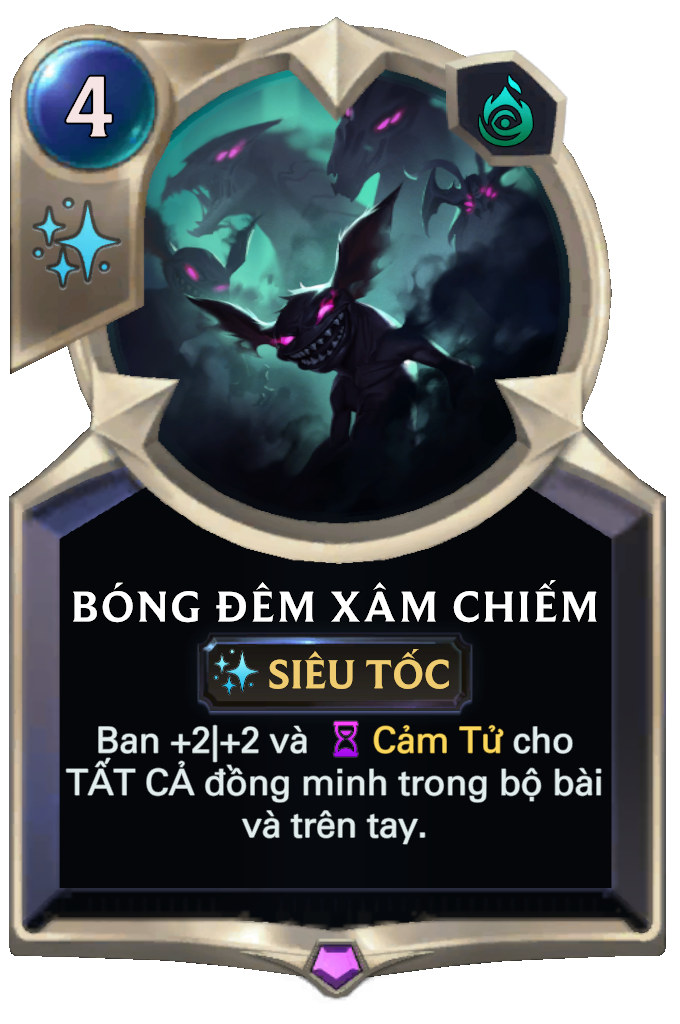 4
BÓNG ĐÊM XÂM CHIẾM
SIÊU TỐC
Ban +2|+2 và Cảm Tử cho
TẤT CẢ đồng minh trong bộ bài
và trên tay.